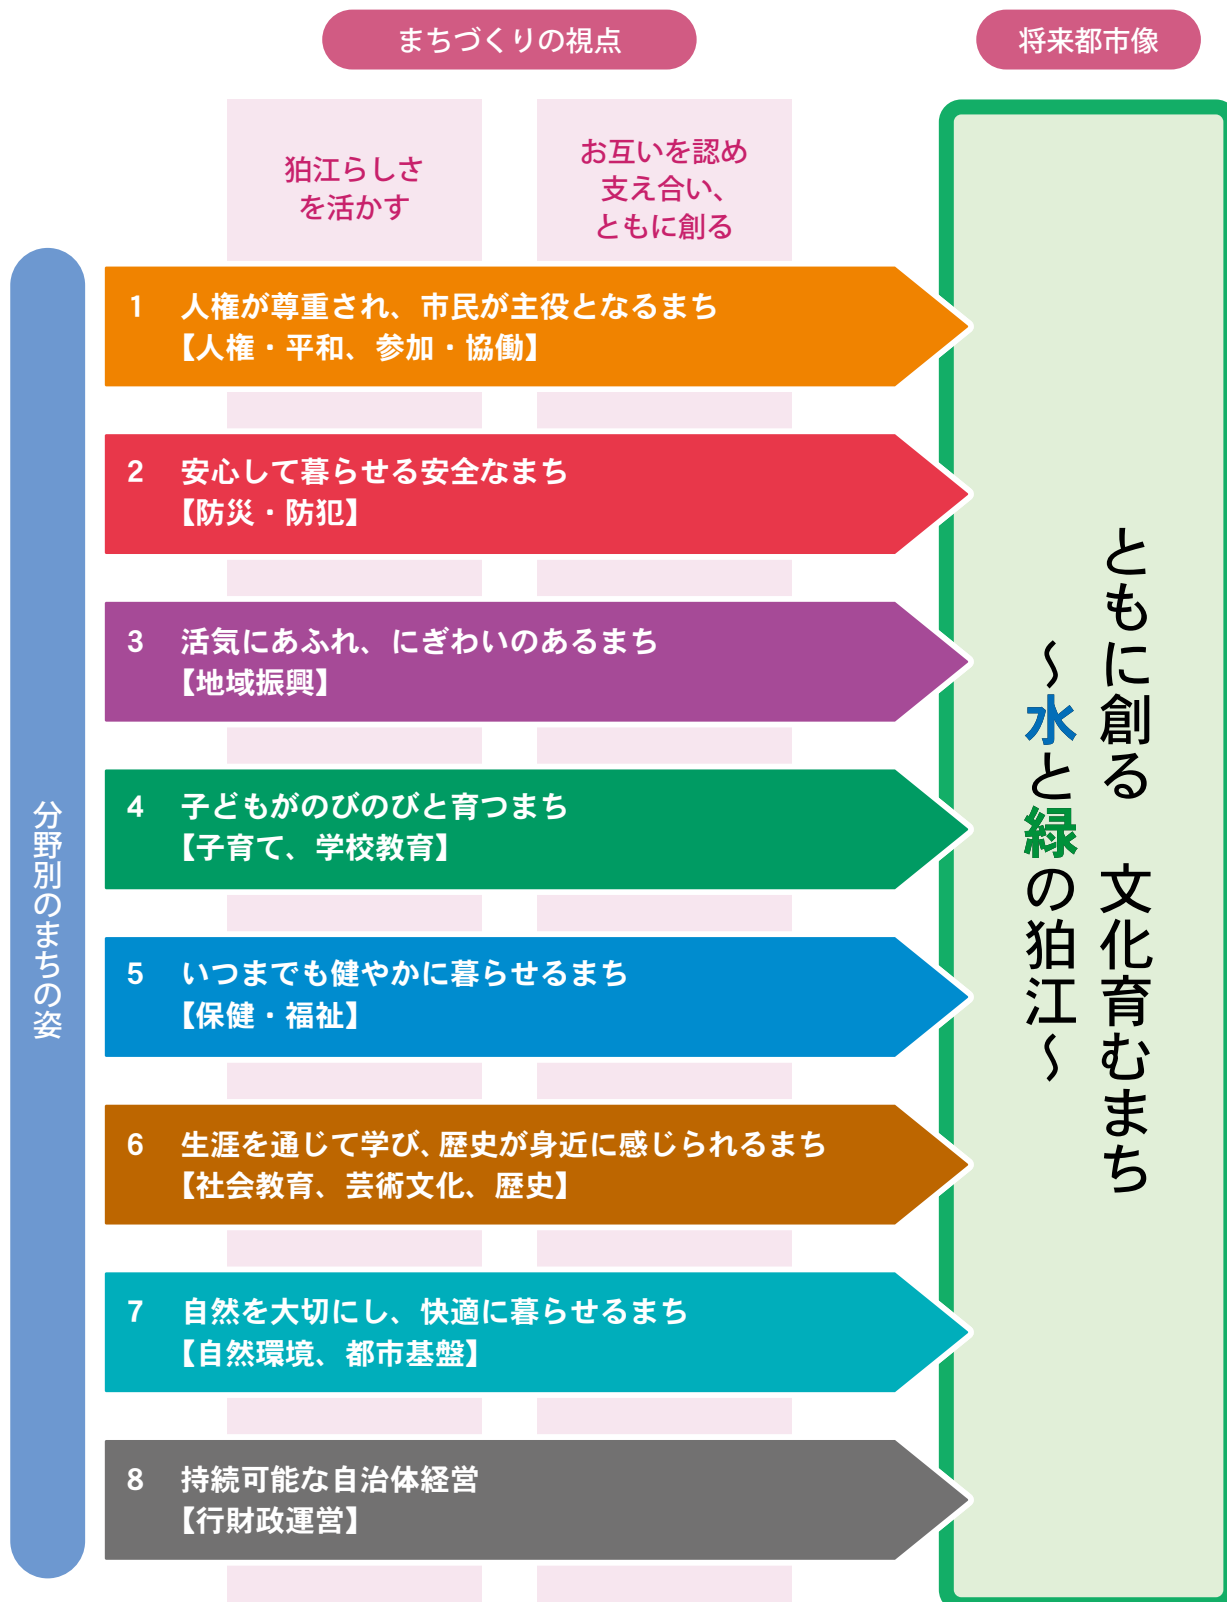 まちづくりの視点
将来都市像
狛江らしさ
を活かす
お互いを認め
支え合い、
ともに創る
分野別のまちの姿
1 人権が尊重され、市民が主役となるまち
【人権・平和、参加・協働】
2 安心して暮らせる安全なまち
【防災・防犯】
3 活気にあふれ、にぎわいのあるまち
【地域振興】
4 子どもがのびのびと育つまち
【子育て、学校教育】
5 いつまでも健やかに暮らせるまち
【保健・福祉】
6 生涯を通じて学び、歴史が身近に感じられるまち
【社会教育、芸術文化、歴史】
7 自然を大切にし、快適に暮らせるまち
【自然環境、都市基盤】
8 持続可能な自治体経営
【行財政運営】
ともに創る　文化育むまち
～水と緑の狛江～